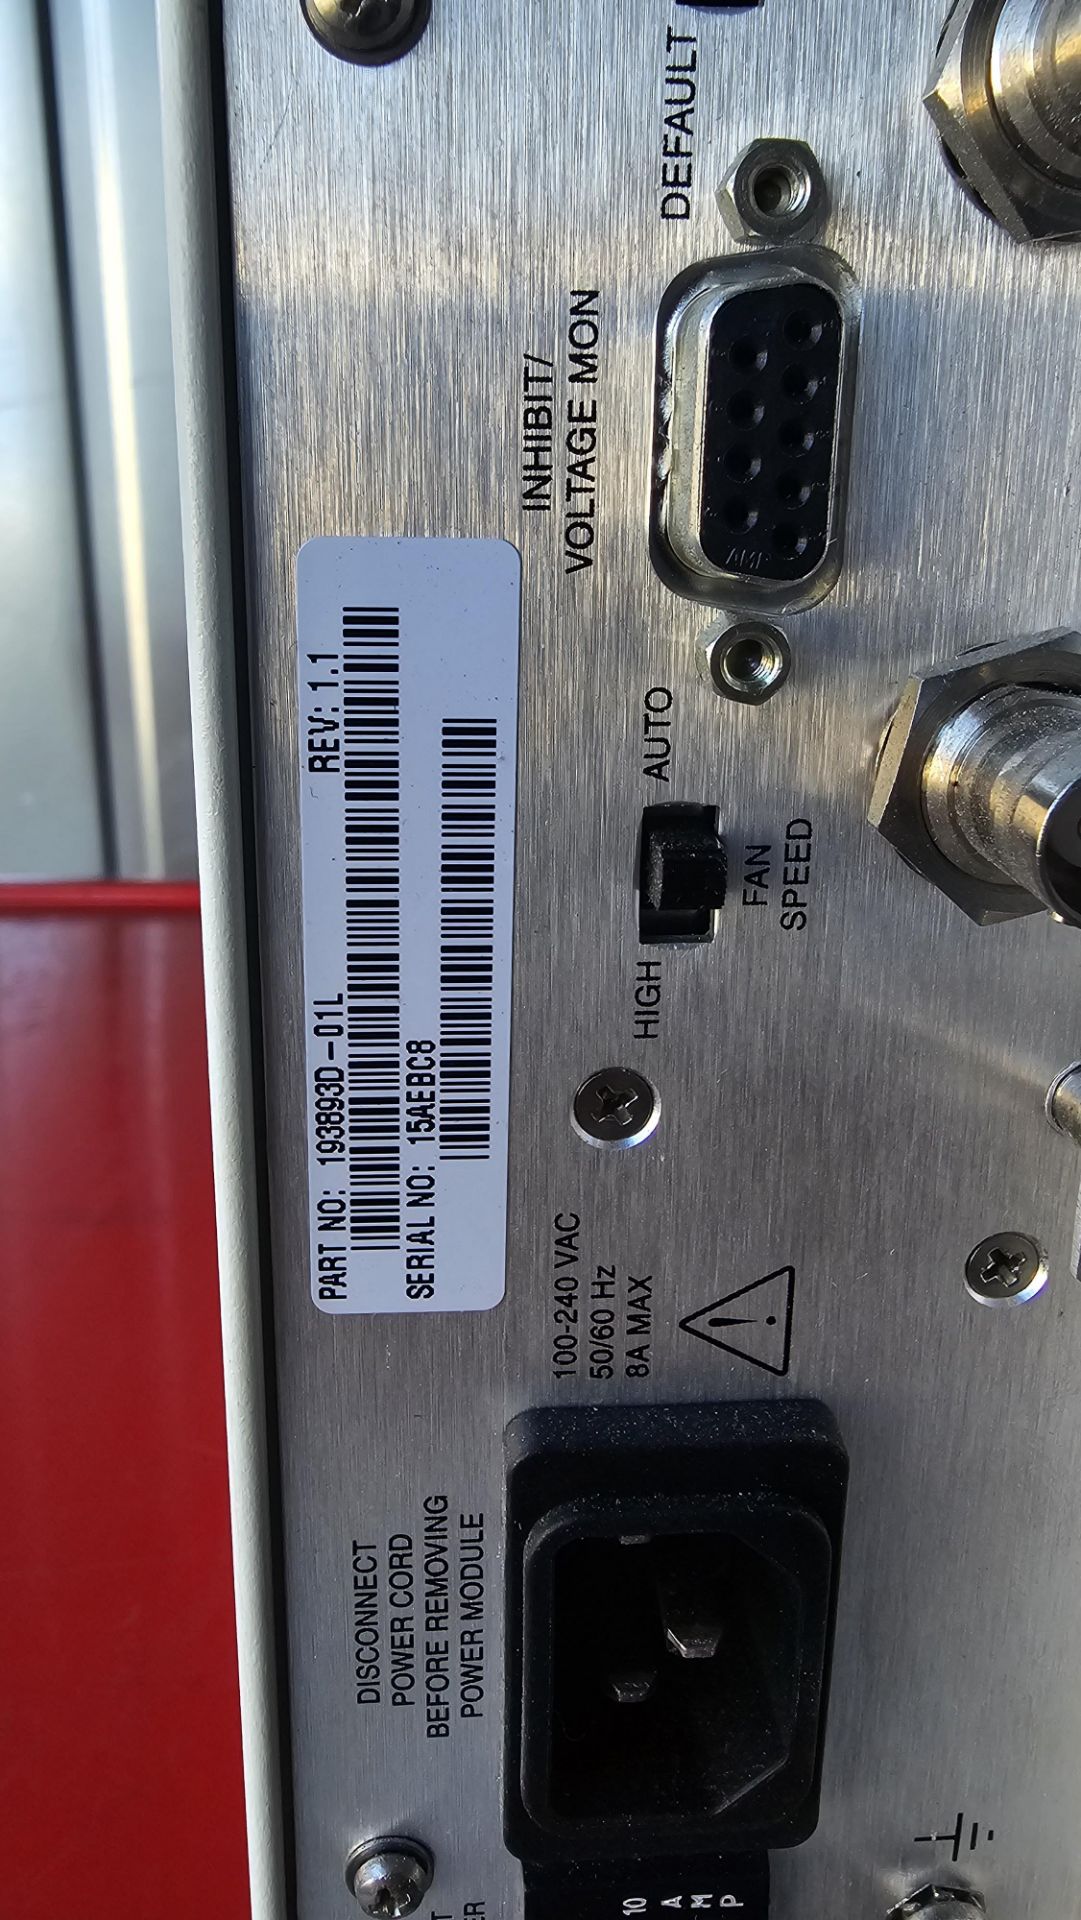 PART NO: 193893D-01L REV: 1.1
SERIAL NO: 15AEBC8
INHIBIT/
VOLTAGE MON
DEFAULT
AMP
HIGH
AUTO
FAN
SPEED
100-240 VAC
50/60 Hz
8A MAX
DISCONNECT
POWER CORD
BEFORE REMOVING
POWER MODULE
10
A
M
P